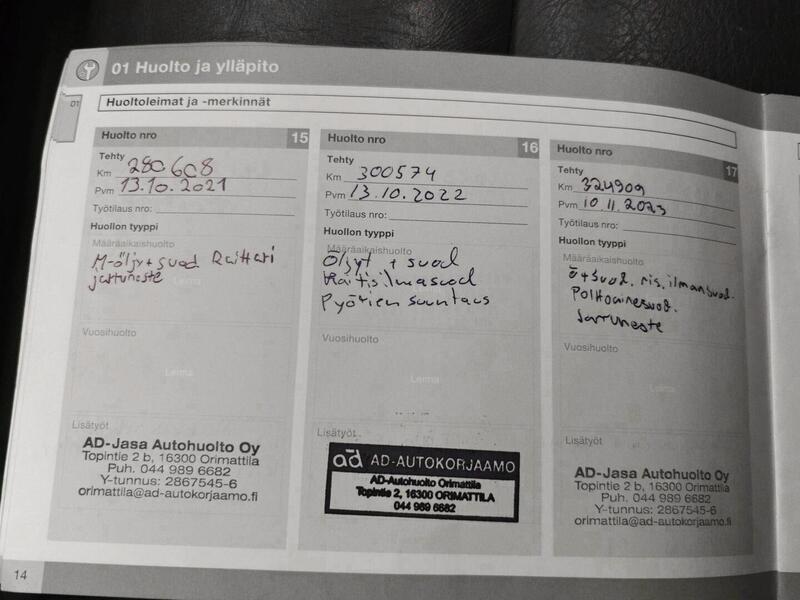 01 Huolto ja ylläpito
01
Huoltoleimat ja -merkinnät
Huolto nro 15
Tehty
Km 280608
Pvm 13.10.2021
Työtilaus nro:
Huollon tyyppi
Määräaikaishuolto
M-öljy + suod. Raittari
jarruneste
Leima
Vuosihuolto
Leima
Lisätyöt
AD-Jasa Autohuolto Oy
Topintie 2 b, 16300 Orimattila
Puh. 044 989 6682
Y-tunnus: 2867545-6
orimattila@ad-autokorjaamo.fi
Huolto nro 16
Tehty
Km 300574
Pvm 13.10.2022
Työtilaus nro:
Huollon tyyppi
Määräaikaishuolto
Öljyt + suod
Raitisilmasuod
Pyörien suuntaus
Vuosihuolto
Leima
Lisätyöt
ad AD-AUTOKORJAAMO
AD-Autohuolto Orimattila
Topintie 2, 16300 ORIMATTILA
044 989 6682
Huolto nro 17
Tehty
Km 324909
Pvm 10.11.2023
Työtilaus nro:
Huollon tyyppi
Määräaikaishuolto
ö+suod. ris.ilmansuod.
Polttoainesuod.
Jarruneste
Vuosihuolto
Leima
Lisätyöt
AD-Jasa Autohuolto Oy
Topintie 2 b, 16300 Orimattila
Puh. 044 989 6682
Y-tunnus: 2867545-6
orimattila@ad-autokorjaamo.fi
14